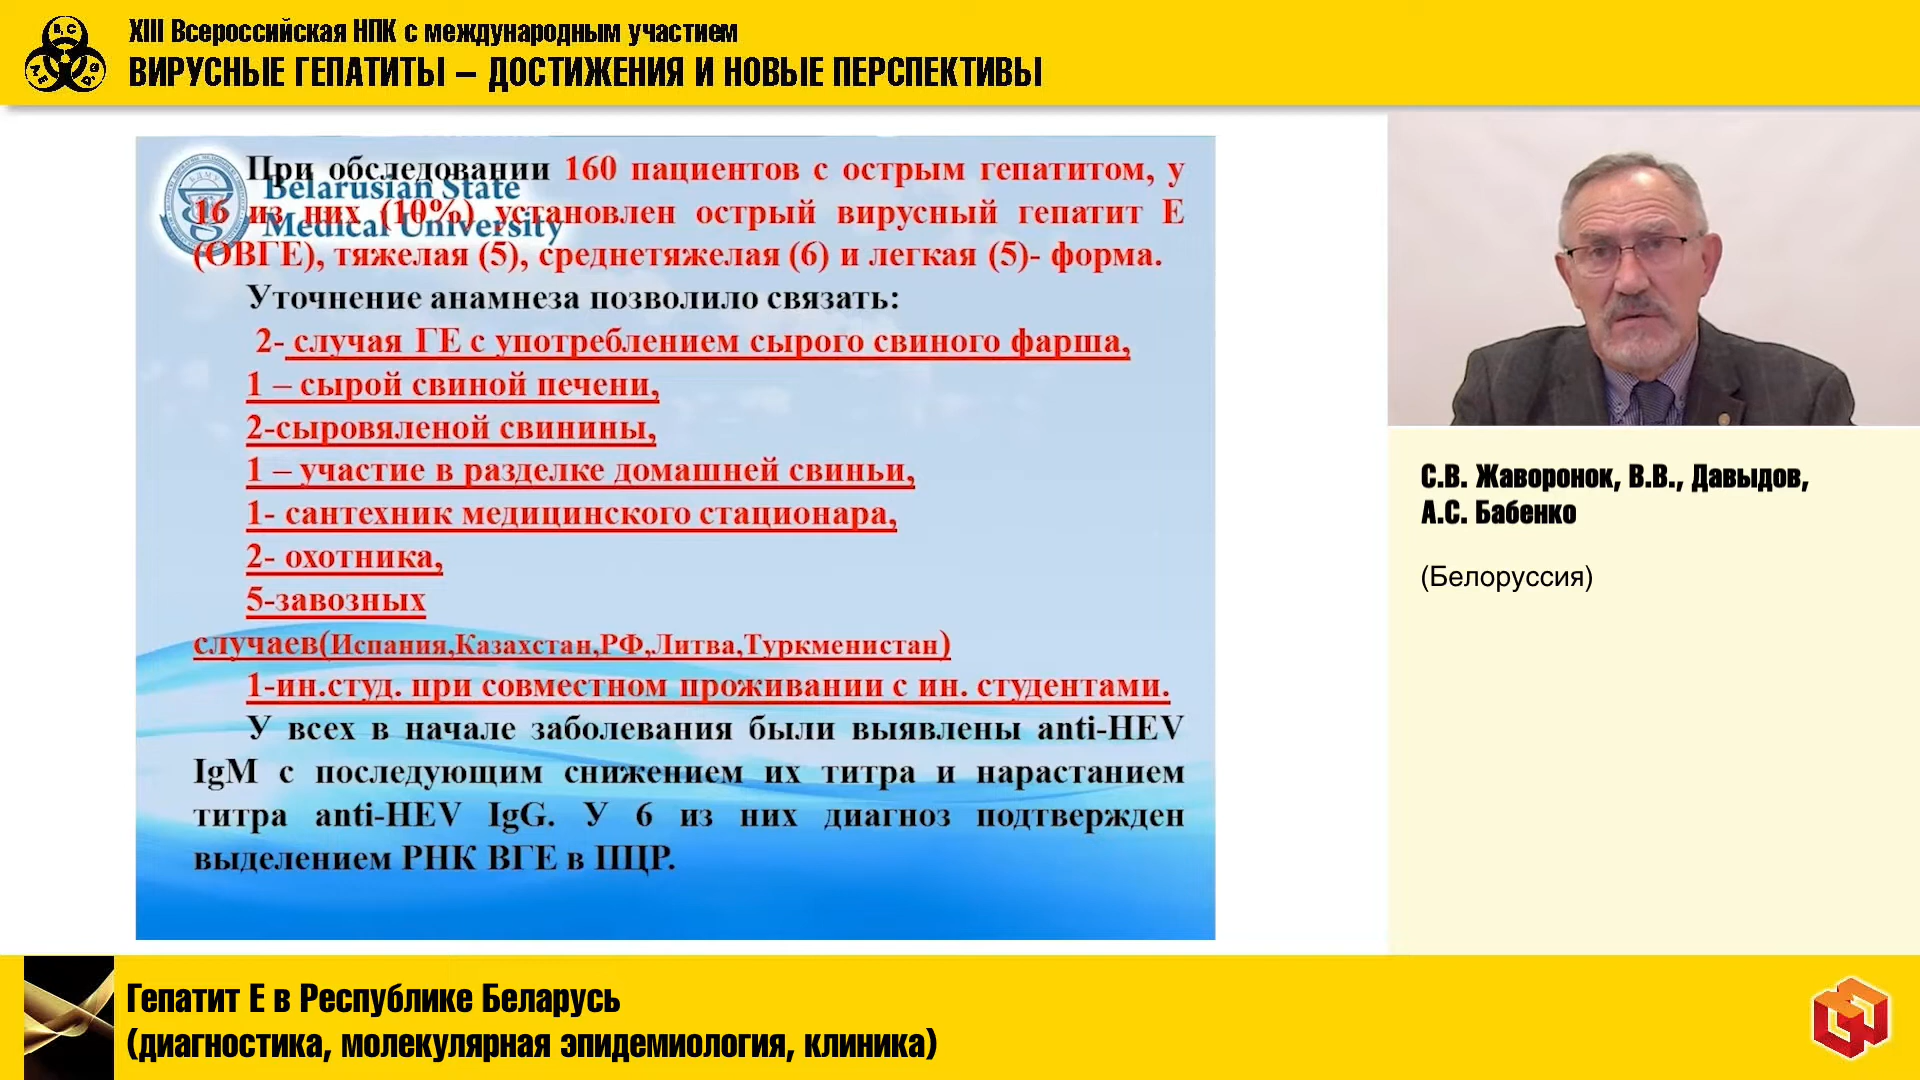 XIII Всероссийская НПК с международным участием
ВИРУСНЫЕ ГЕПАТИТЫ – ДОСТИЖЕНИЯ И НОВЫЕ ПЕРСПЕКТИВЫ
Belarusian State
Medical University
При обследовании 160 пациентов с острым гепатитом, у
16 из них (10%) установлен острый вирусный гепатит Е
(ОВГЕ), тяжелая (5), среднетяжелая (6) и легкая (5)- форма.
Уточнение анамнеза позволило связать:
2- случая ГЕ с употреблением сырого свиного фарша,
1 – сырой свиной печени,
2-сыровяленой свинины,
1 – участие в разделке домашней свиньи,
1- сантехник медицинского стационара,
2- охотника,
5-завозных
случаев(Испания,Казахстан,РФ,Литва,Туркменистан)
1-ин.студ. при совместном проживании с ин. студентами.
У всех в начале заболевания были выявлены anti-HEV
IgM с последующим снижением их титра и нарастанием
титра anti-HEV IgG. У 6 из них диагноз подтвержден
выделением РНК ВГЕ в ПЦР.
С.В. Жаворонок, В.В., Давыдов,
А.С. Бабенко
(Белоруссия)
Гепатит Е в Республике Беларусь
(диагностика, молекулярная эпидемиология, клиника)